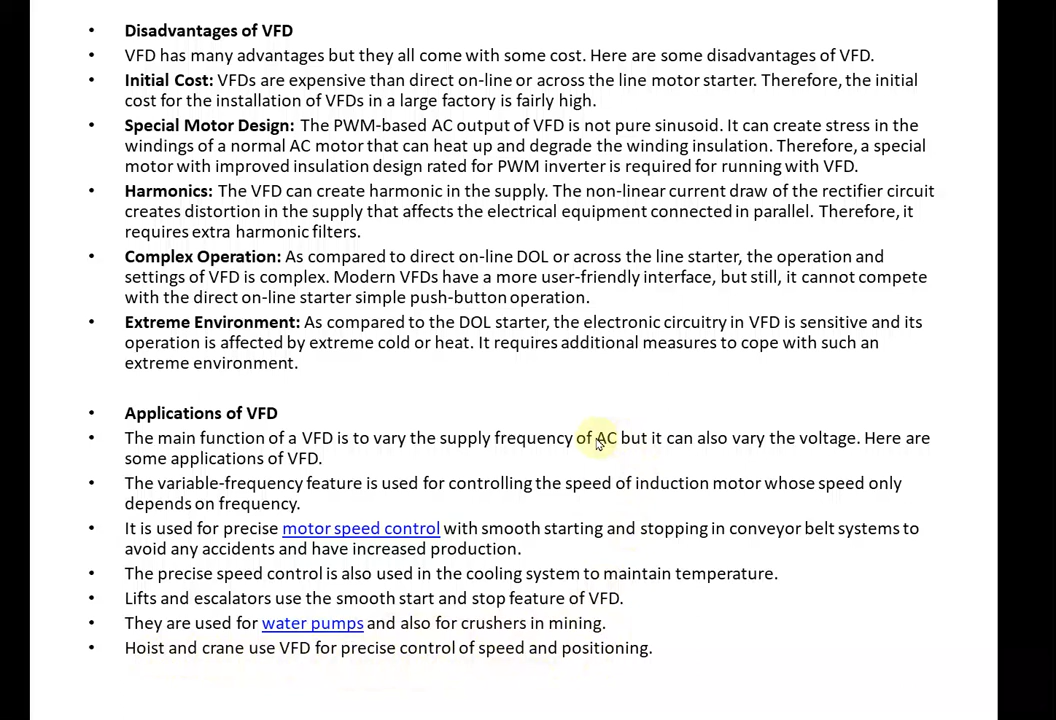 • Disadvantages of VFD
• VFD has many advantages but they all come with some cost. Here are some disadvantages of VFD.
• Initial Cost: VFDs are expensive than direct on-line or across the line motor starter. Therefore, the initial
cost for the installation of VFDs in a large factory is fairly high.
• Special Motor Design: The PWM-based AC output of VFD is not pure sinusoid. It can create stress in the
windings of a normal AC motor that can heat up and degrade the winding insulation. Therefore, a special
motor with improved insulation design rated for PWM inverter is required for running with VFD.
• Harmonics: The VFD can create harmonic in the supply. The non-linear current draw of the rectifier circuit
creates distortion in the supply that affects the electrical equipment connected in parallel. Therefore, it
requires extra harmonic filters.
• Complex Operation: As compared to direct on-line DOL or across the line starter, the operation and
settings of VFD is complex. Modern VFDs have a more user-friendly interface, but still, it cannot compete
with the direct on-line starter simple push-button operation.
• Extreme Environment: As compared to the DOL starter, the electronic circuitry in VFD is sensitive and its
operation is affected by extreme cold or heat. It requires additional measures to cope with such an
extreme environment.
• Applications of VFD
• The main function of a VFD is to vary the supply frequency of AC but it can also vary the voltage. Here are
some applications of VFD.
• The variable-frequency feature is used for controlling the speed of induction motor whose speed only
depends on frequency.
• It is used for precise motor speed control with smooth starting and stopping in conveyor belt systems to
avoid any accidents and have increased production.
• The precise speed control is also used in the cooling system to maintain temperature.
• Lifts and escalators use the smooth start and stop feature of VFD.
• They are used for water pumps and also for crushers in mining.
• Hoist and crane use VFD for precise control of speed and positioning.